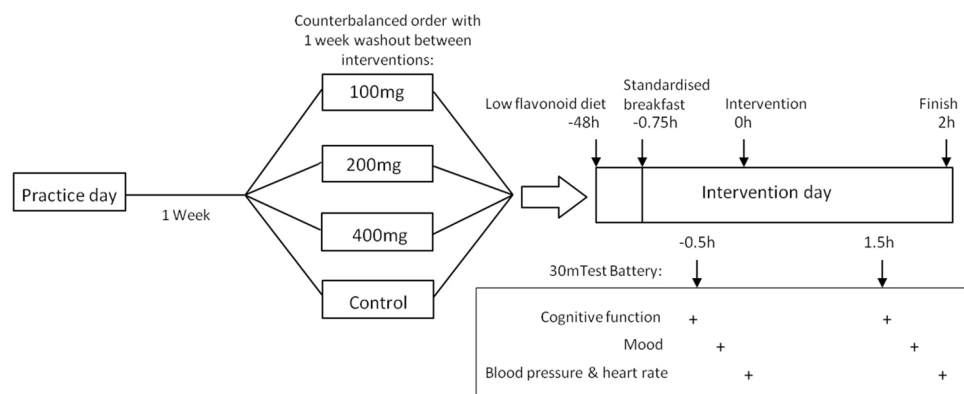 Counterbalanced order with
1 week washout between
interventions:
100mg
200mg
400mg
Control
Practice day
1 Week
Low flavonoid diet
-48h
Standardised
breakfast
-0.75h
Intervention
0h
Finish
2h
Intervention day
-0.5h
1.5h
30mTest Battery:
Cognitive function + +
Mood + +
Blood pressure & heart rate + +